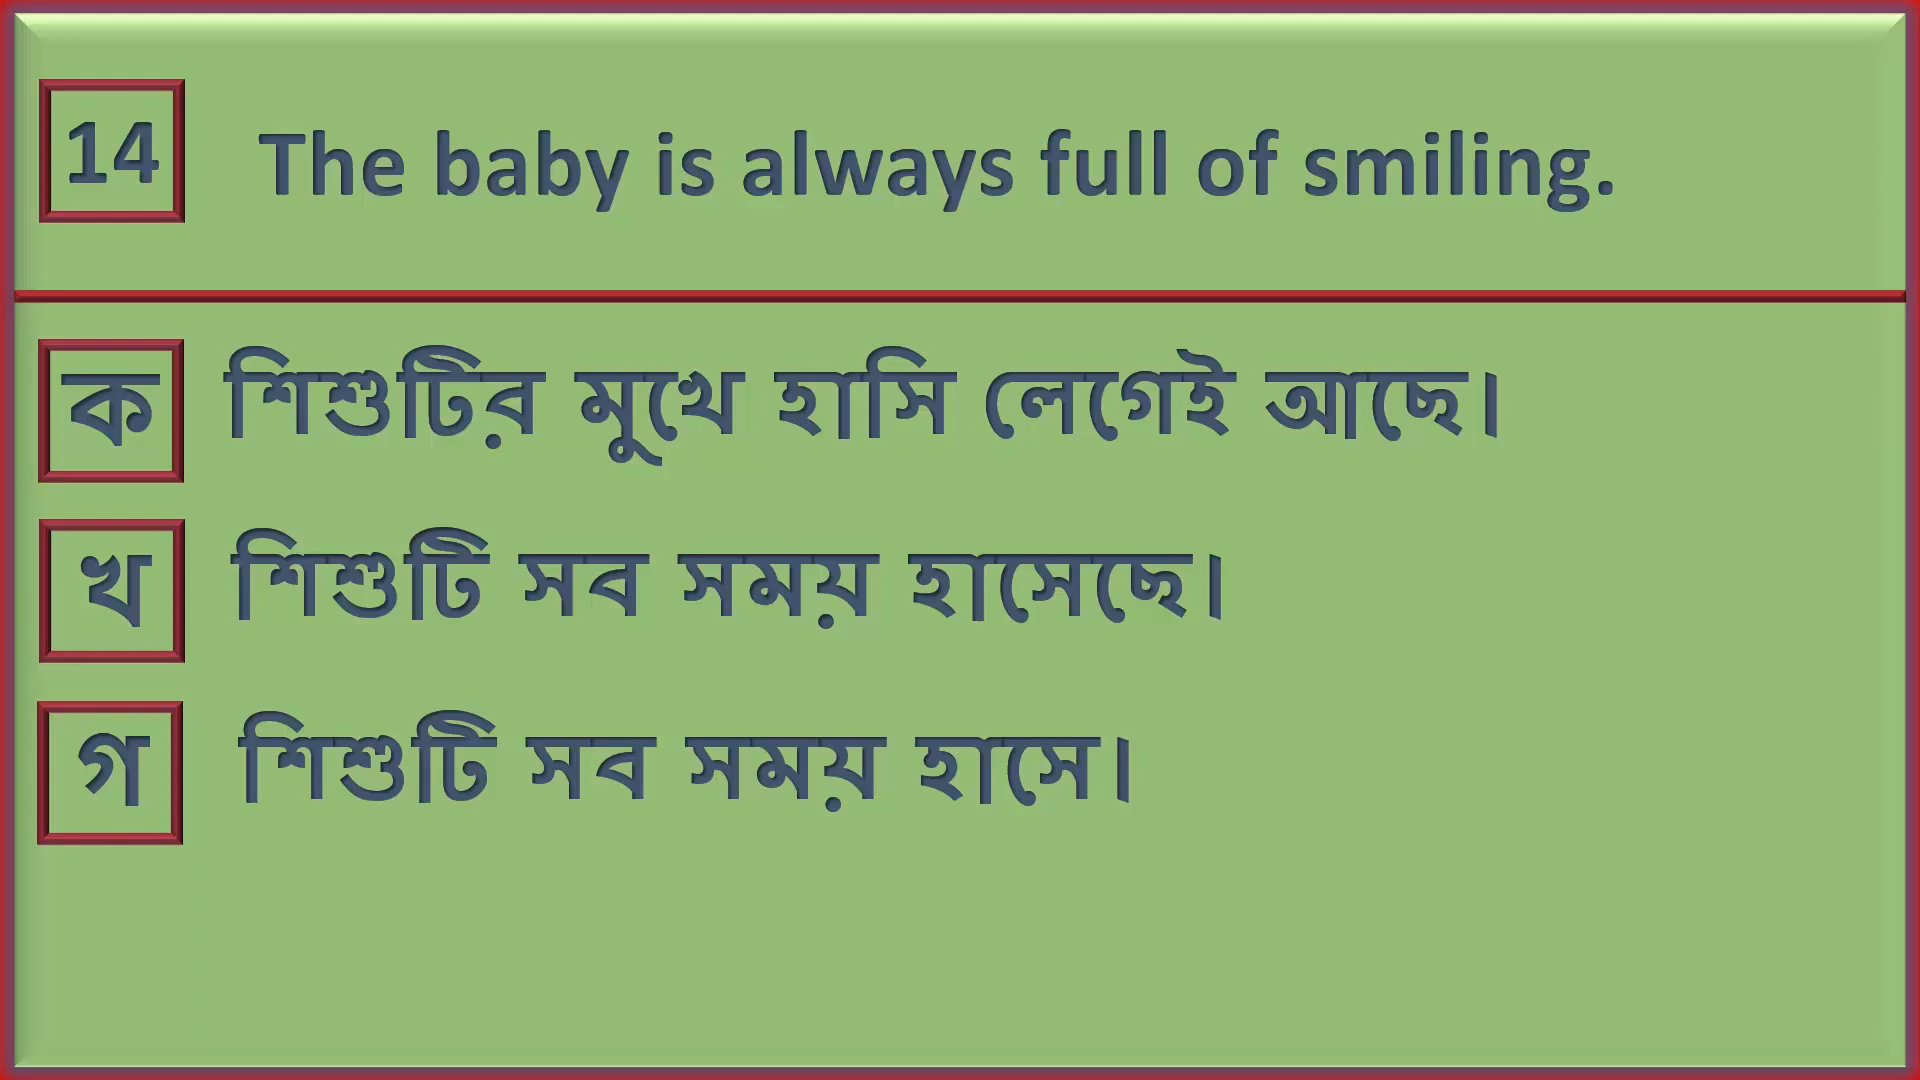 14 The baby is always full of smiling.
ক শিশুটির মুখে হাসি লেগেই আছে।
খ শিশুটি সব সময় হাসেছে।
গ শিশুটি সব সময় হাসে।